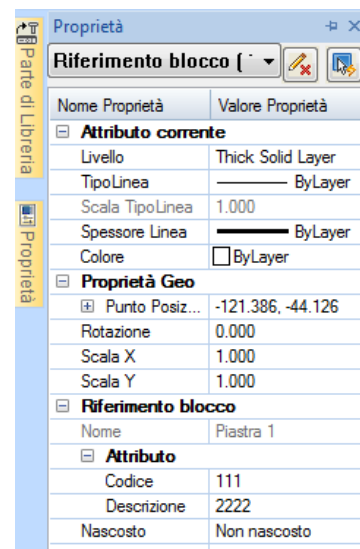 Proprietà
Parte di Libreria
Proprietà
Riferimento blocco (
Nome Proprietà Valore Proprietà
Attributo corrente
Livello Thick Solid Layer
TipoLinea ByLayer
Scala TipoLinea 1.000
Spessore Linea ByLayer
Colore ByLayer
Proprietà Geo
Punto Posiz... -121.386, -44.126
Rotazione 0.000
Scala X 1.000
Scala Y 1.000
Riferimento blocco
Nome Piastra 1
Attributo
Codice 111
Descrizione 2222
Nascosto Non nascosto